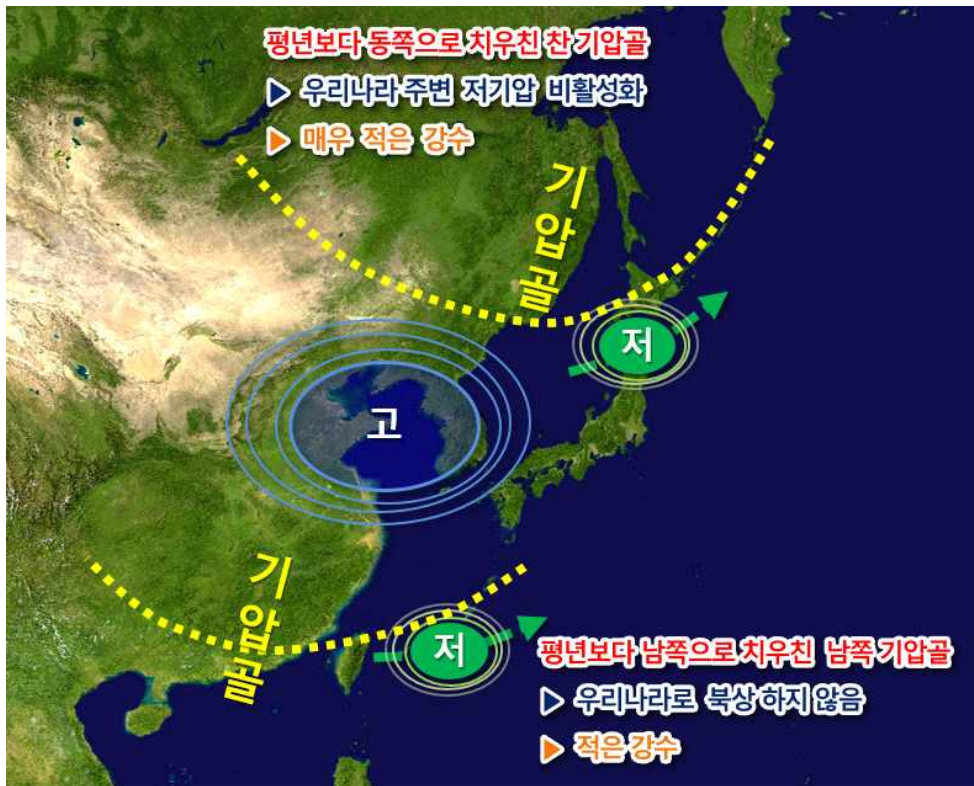 평년보다 동쪽으로 치우친 찬 기압골
▶ 우리나라 주변 저기압 비활성화
▶ 매우 적은 강수
기압골
저
고
기압골
저
평년보다 남쪽으로 치우친 남쪽 기압골
▶ 우리나라로 북상 하지 않음
▶ 적은 강수